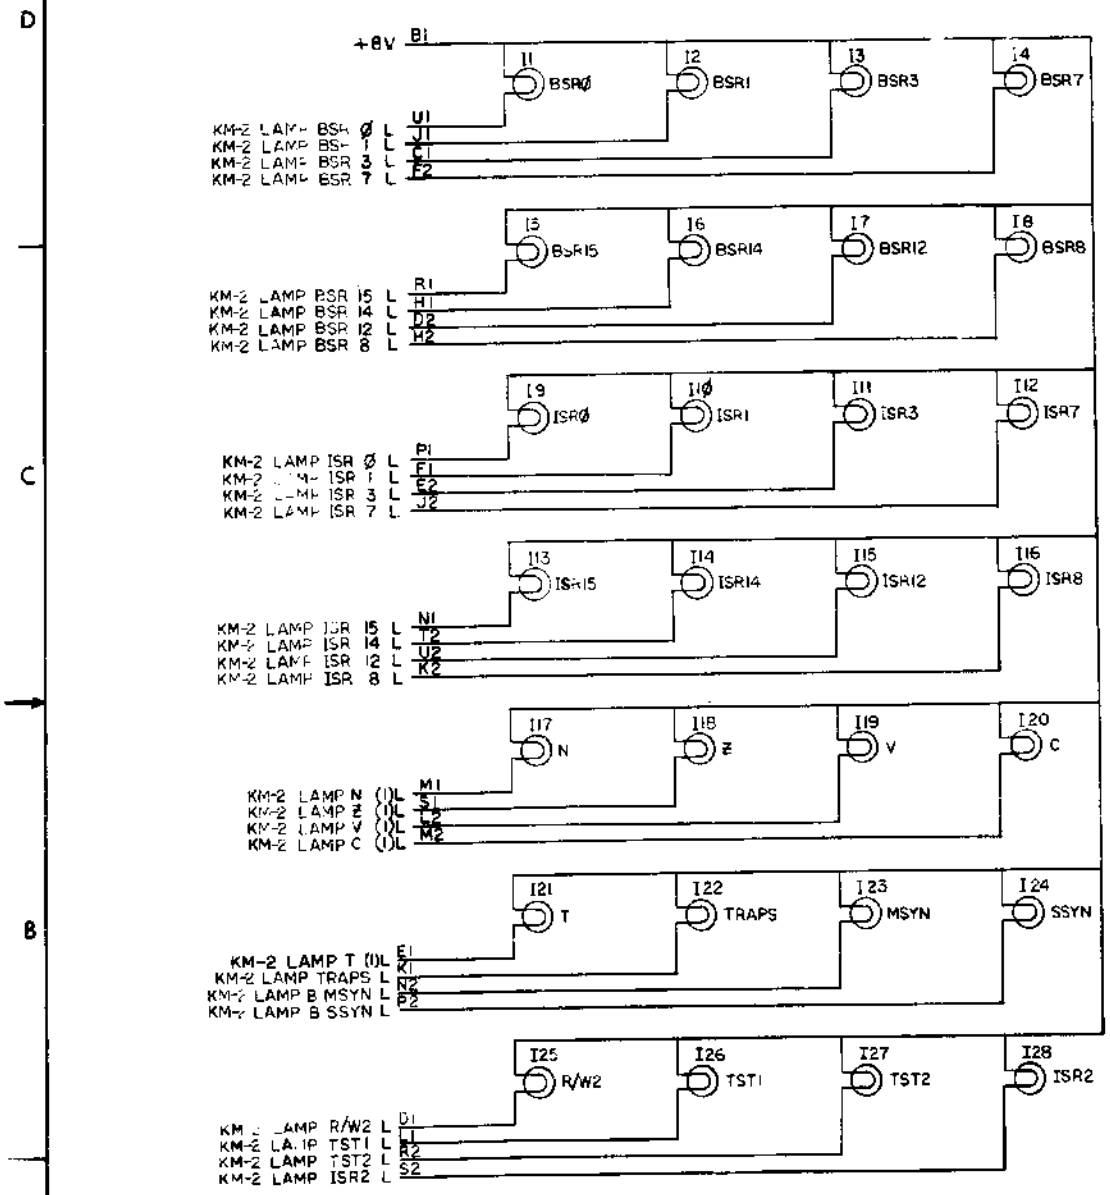 D
+8V B1
I1 I2 I3 I4
BSRØ BSR1 BSR3 BSR7
KM-2 LAMP BSR Ø L U1
KM-2 LAMP BSR 1 L J1
KM-2 LAMP BSR 3 L C1
KM-2 LAMP BSR 7 L F2
I5 I6 I7 I8
BSR15 BSR14 BSR12 BSR8
KM-2 LAMP BSR 15 L R1
KM-2 LAMP BSR 14 L H1
KM-2 LAMP BSR 12 L D2
KM-2 LAMP BSR 8 L H2
I9 I1Ø I11 I12
ISRØ ISR1 ISR3 ISR7
KM-2 LAMP ISR Ø L P1
C
KM-2 LAMP ISR 1 L F1
KM-2 LAMP ISR 3 L E2
KM-2 LAMP ISR 7 L J2
I13 I14 I15 I16
ISR15 ISR14 ISR12 ISR8
KM-2 LAMP ISR 15 L N1
KM-2 LAMP ISR 14 L T2
KM-2 LAMP ISR 12 L U2
KM-2 LAMP ISR 8 L K2
I17 I18 I19 I20
N Z V C
KM-2 LAMP N (1)L M1
KM-2 LAMP Z (1)L S1
KM-2 LAMP V (1)L L2
KM-2 LAMP C (1)L M2
I21 I22 I23 I24
T TRAPS MSYN SSYN
B
KM-2 LAMP T (1)L E1
KM-2 LAMP TRAPS L K1
KM-2 LAMP B MSYN L N2
KM-2 LAMP B SSYN L P2
I25 I26 I27 I28
R/W2 TST1 TST2 ISR2
KM-2 LAMP R/W2 L D1
KM-2 LAMP TST1 L L1
KM-2 LAMP TST2 L R2
KM-2 LAMP ISR2 L S2